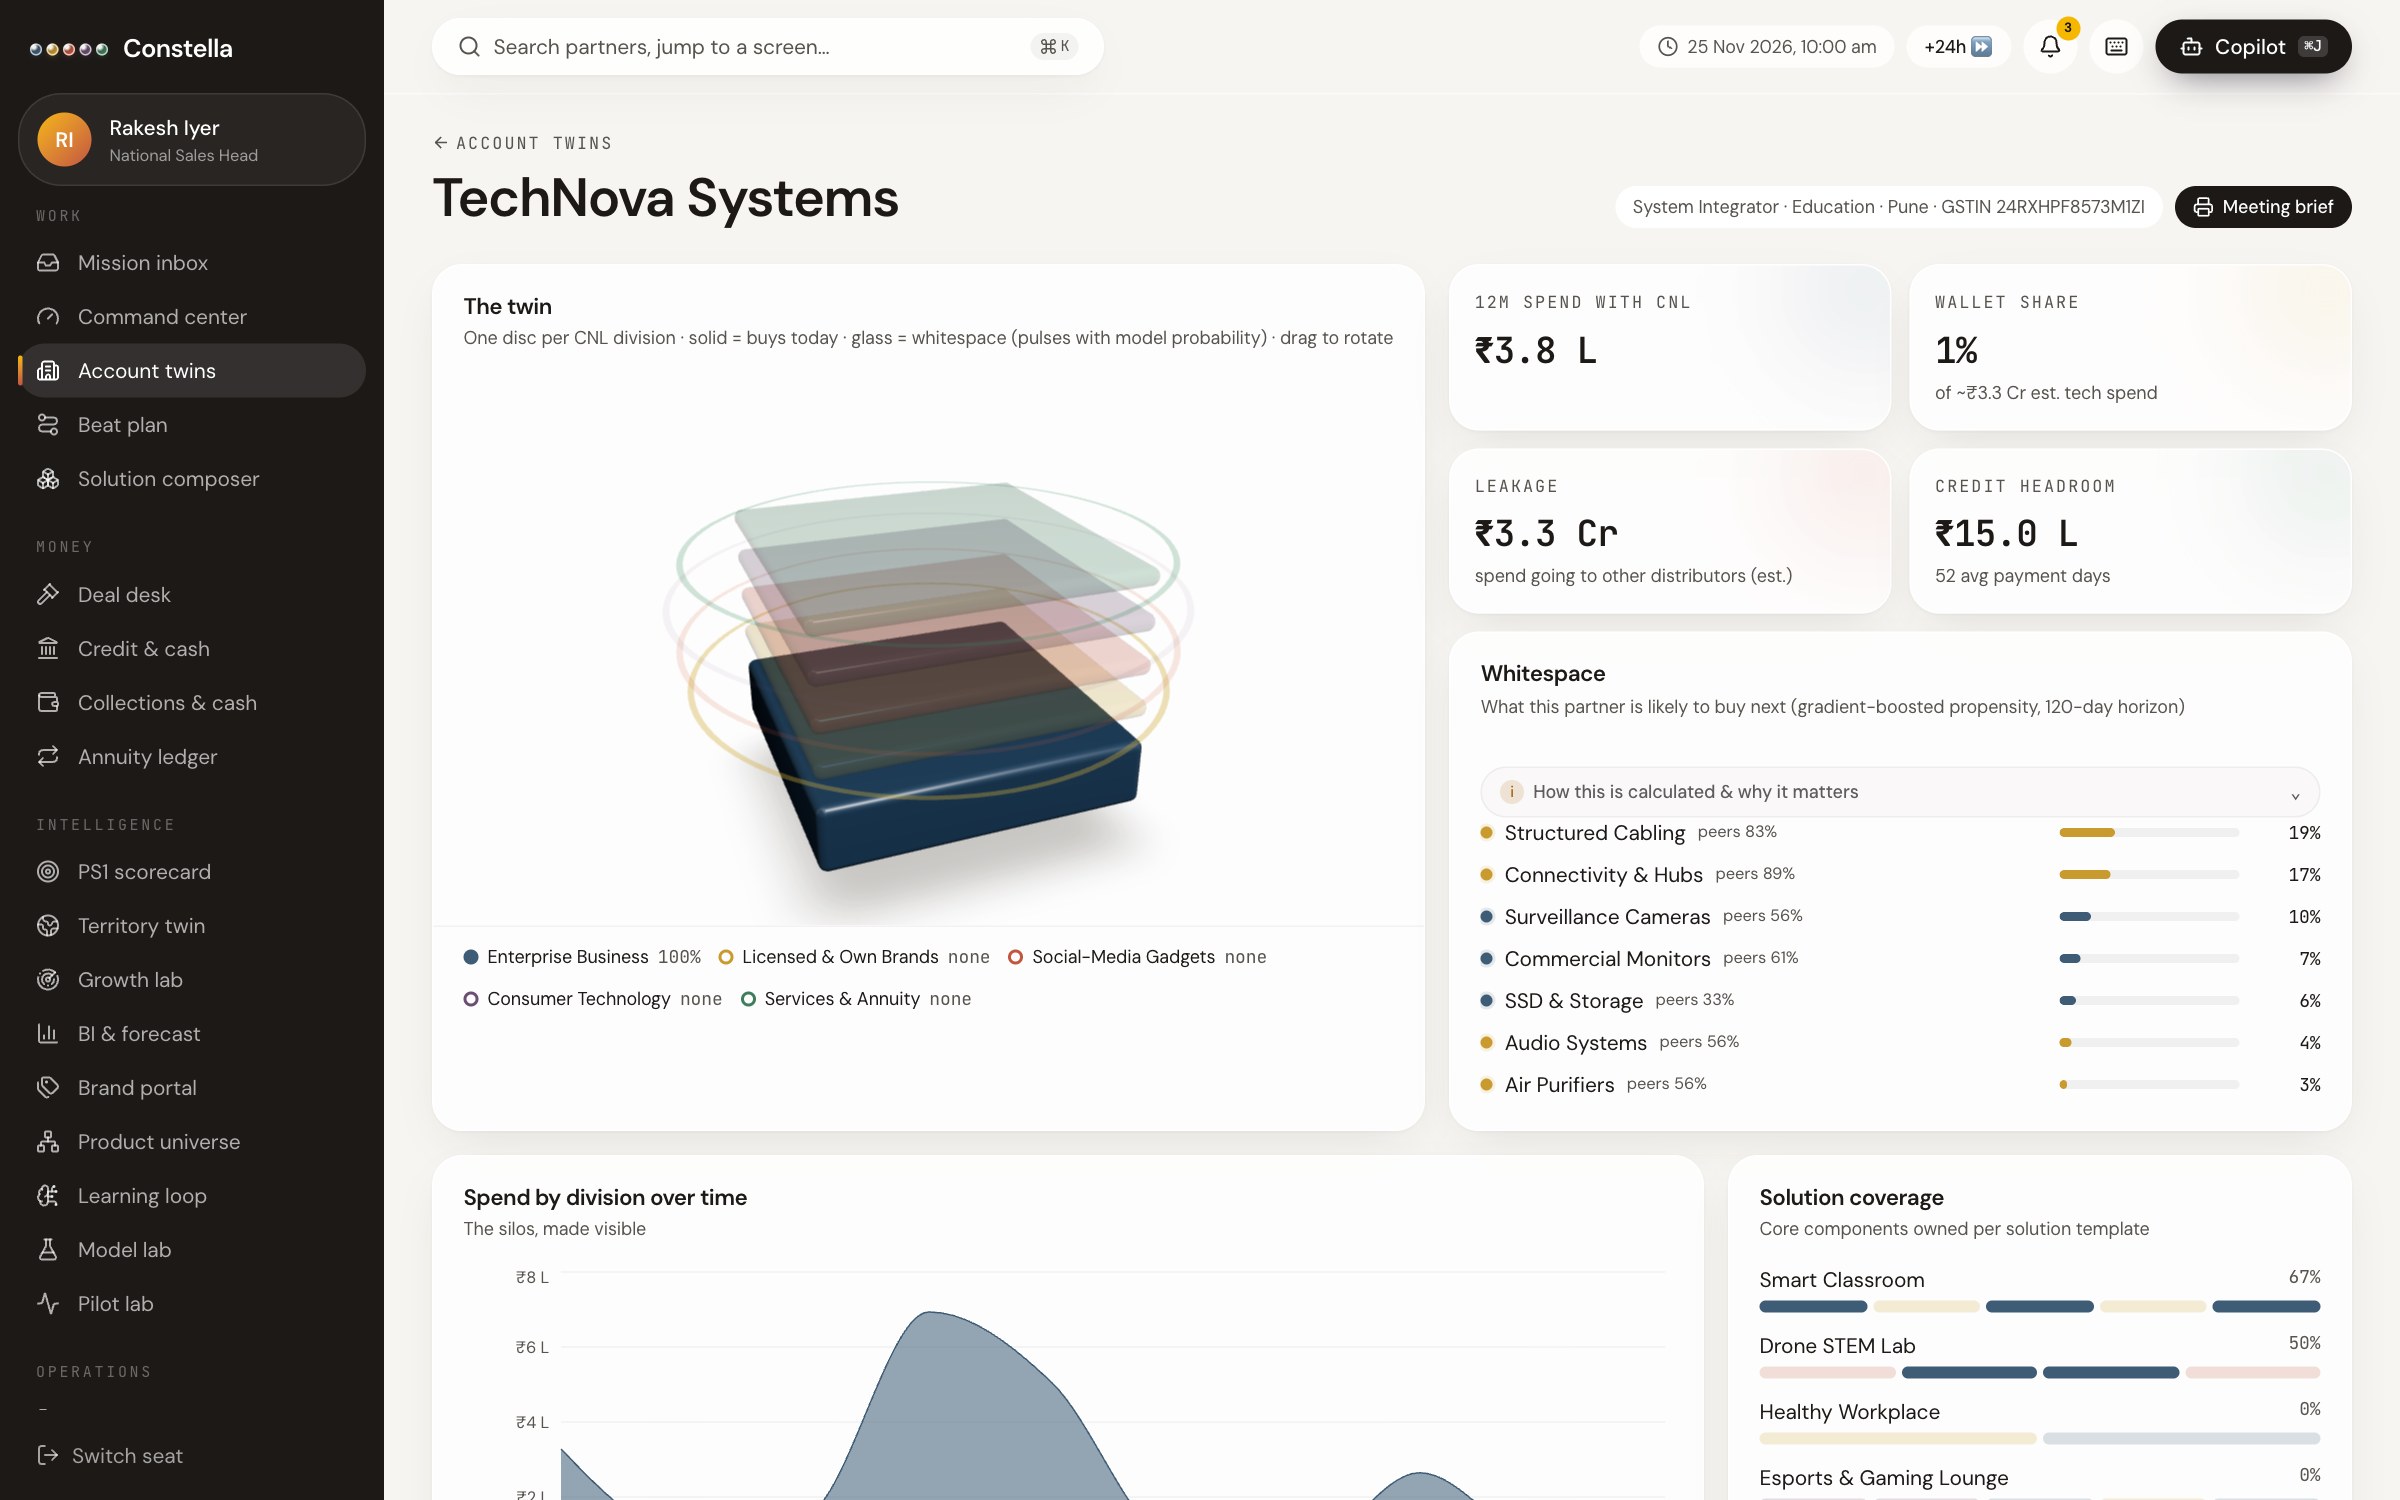 Constella
RI
Rakesh Iyer
National Sales Head
WORK
Mission inbox
Command center
Account twins
Beat plan
Solution composer
MONEY
Deal desk
Credit & cash
Collections & cash
Annuity ledger
INTELLIGENCE
PS1 scorecard
Territory twin
Growth lab
BI & forecast
Brand portal
Product universe
Learning loop
Model lab
Pilot lab
OPERATIONS
Switch seat
Search partners, jump to a screen...
⌘K
25 Nov 2026, 10:00 am
+24h ⏩
3
Copilot ⌘J
← ACCOUNT TWINS
TechNova Systems
System Integrator · Education · Pune · GSTIN 24RXHPF8573M1ZI
Meeting brief
The twin
One disc per CNL division · solid = buys today · glass = whitespace (pulses with model probability) · drag to rotate
Enterprise Business 100% Licensed & Own Brands none Social-Media Gadgets none
Consumer Technology none Services & Annuity none
12M SPEND WITH CNL
₹3.8 L
WALLET SHARE
1%
of ~₹3.3 Cr est. tech spend
LEAKAGE
₹3.3 Cr
spend going to other distributors (est.)
CREDIT HEADROOM
₹15.0 L
52 avg payment days
Whitespace
What this partner is likely to buy next (gradient-boosted propensity, 120-day horizon)
i How this is calculated & why it matters
Structured Cabling peers 83% 19%
Connectivity & Hubs peers 89% 17%
Surveillance Cameras peers 56% 10%
Commercial Monitors peers 61% 7%
SSD & Storage peers 33% 6%
Audio Systems peers 56% 4%
Air Purifiers peers 56% 3%
Spend by division over time
The silos, made visible
₹8 L
₹6 L
₹4 L
₹2 L
Solution coverage
Core components owned per solution template
Smart Classroom 67%
Drone STEM Lab 50%
Healthy Workplace 0%
Esports & Gaming Lounge 0%